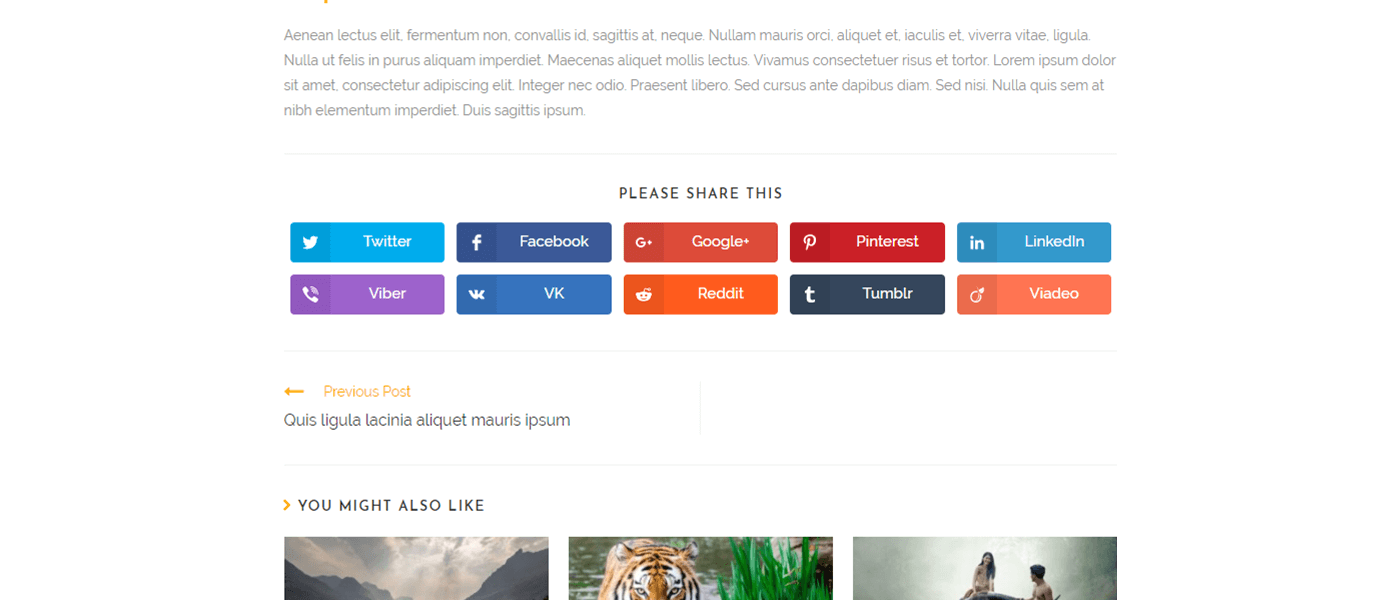 Aenean lectus elit, fermentum non, convallis id, sagittis at, neque. Nullam mauris orci, aliquet et, iaculis et, viverra vitae, ligula.
Nulla ut felis in purus aliquam imperdiet. Maecenas aliquet mollis lectus. Vivamus consectetuer risus et tortor. Lorem ipsum dolor
sit amet, consectetur adipiscing elit. Integer nec odio. Praesent libero. Sed cursus ante dapibus diam. Sed nisi. Nulla quis sem at
nibh elementum imperdiet. Duis sagittis ipsum.
PLEASE SHARE THIS
Twitter Facebook Google+ Pinterest LinkedIn
Viber VK Reddit Tumblr Viadeo
Previous Post
Quis ligula lacinia aliquet mauris ipsum
YOU MIGHT ALSO LIKE